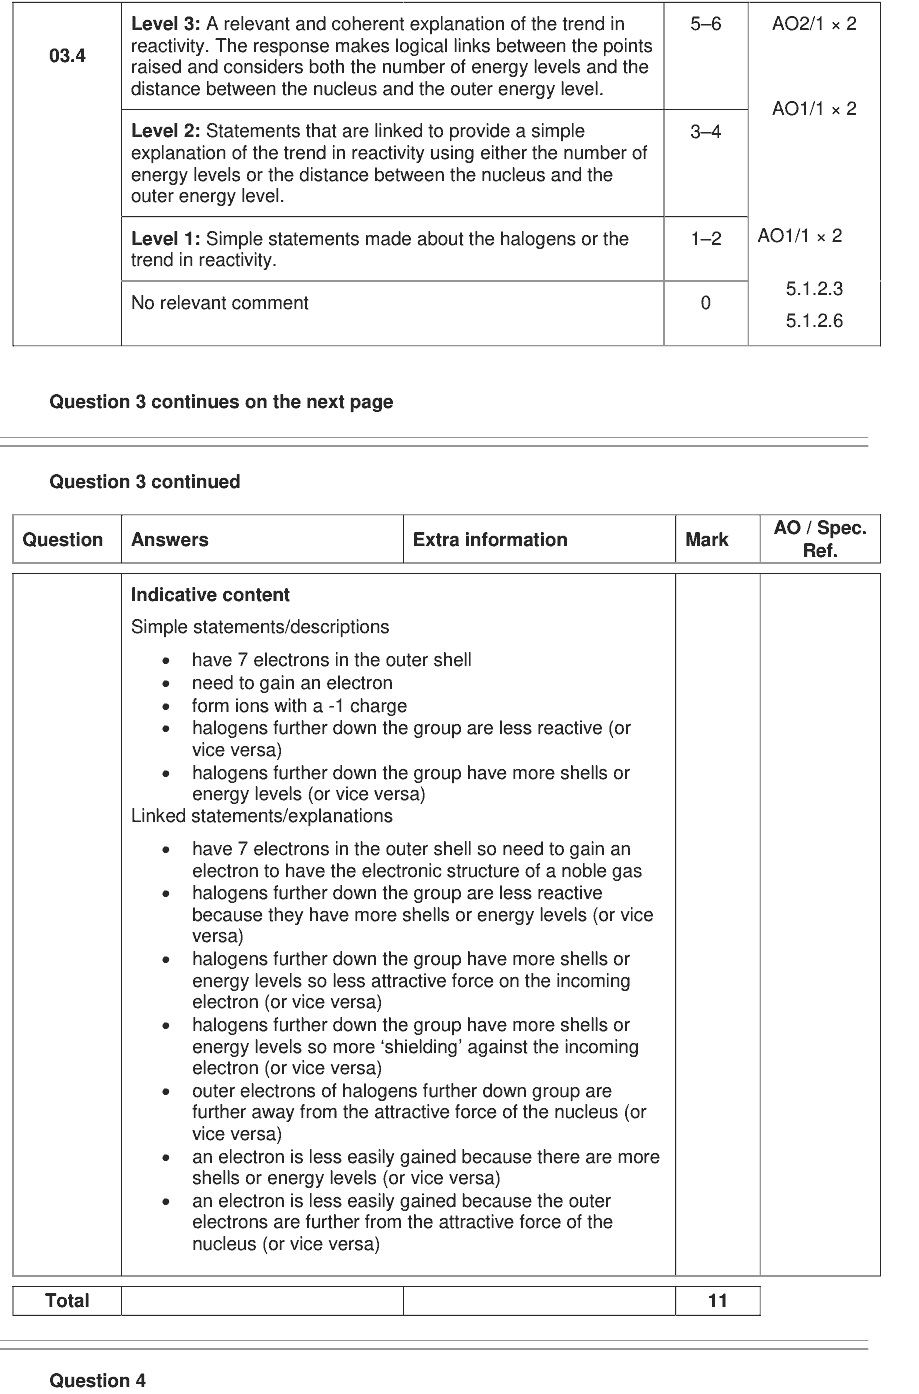 03.4
Level 3: A relevant and coherent explanation of the trend in
reactivity. The response makes logical links between the points
raised and considers both the number of energy levels and the
distance between the nucleus and the outer energy level.
5–6
AO2/1 × 2
Level 2: Statements that are linked to provide a simple
explanation of the trend in reactivity using either the number of
energy levels or the distance between the nucleus and the
outer energy level.
3–4
AO1/1 × 2
Level 1: Simple statements made about the halogens or the
trend in reactivity.
1–2
AO1/1 × 2
No relevant comment
0
5.1.2.3
5.1.2.6
Question 3 continues on the next page
Question 3 continued
Question
Answers
Extra information
Mark
AO / Spec.
Ref.
Indicative content
Simple statements/descriptions
• have 7 electrons in the outer shell
• need to gain an electron
• form ions with a -1 charge
• halogens further down the group are less reactive (or
vice versa)
• halogens further down the group have more shells or
energy levels (or vice versa)
Linked statements/explanations
• have 7 electrons in the outer shell so need to gain an
electron to have the electronic structure of a noble gas
• halogens further down the group are less reactive
because they have more shells or energy levels (or vice
versa)
• halogens further down the group have more shells or
energy levels so less attractive force on the incoming
electron (or vice versa)
• halogens further down the group have more shells or
energy levels so more ‘shielding’ against the incoming
electron (or vice versa)
• outer electrons of halogens further down group are
further away from the attractive force of the nucleus (or
vice versa)
• an electron is less easily gained because there are more
shells or energy levels (or vice versa)
• an electron is less easily gained because the outer
electrons are further from the attractive force of the
nucleus (or vice versa)
Total
11
Question 4